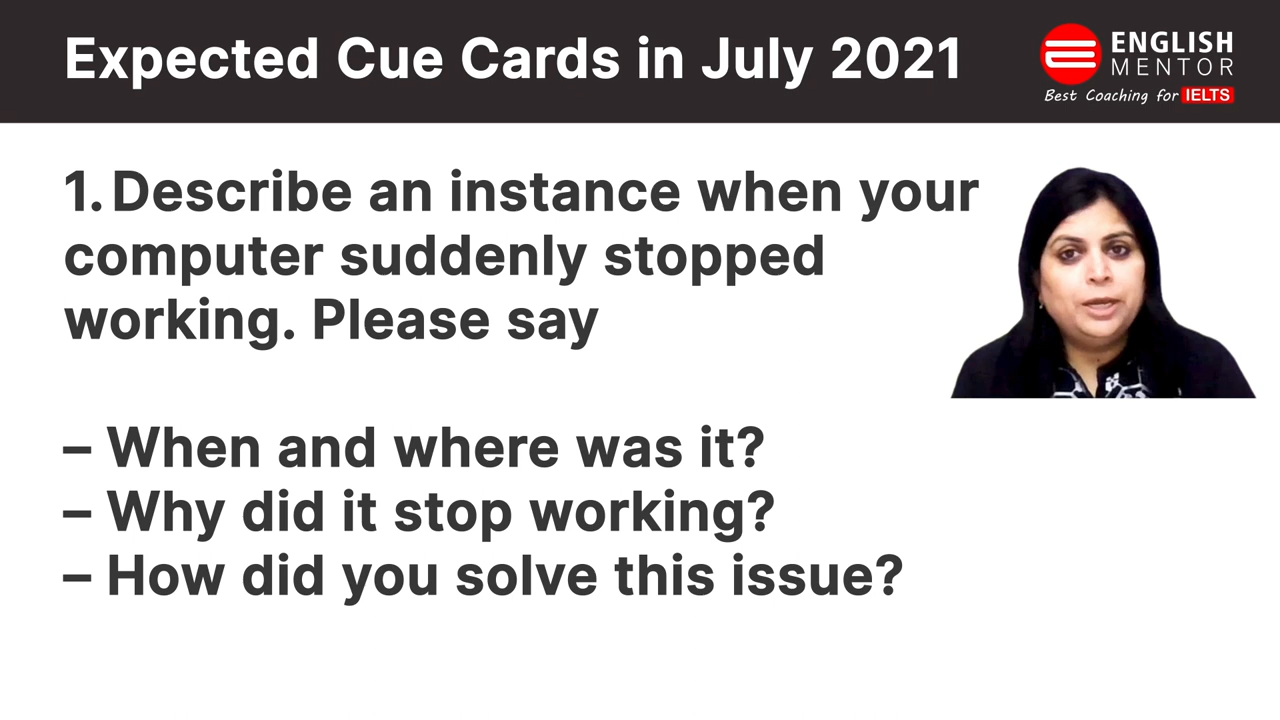 Expected Cue Cards in July 2021
ENGLISH
MENTOR
Best Coaching for IELTS
1. Describe an instance when your
computer suddenly stopped
working. Please say
– When and where was it?
– Why did it stop working?
– How did you solve this issue?